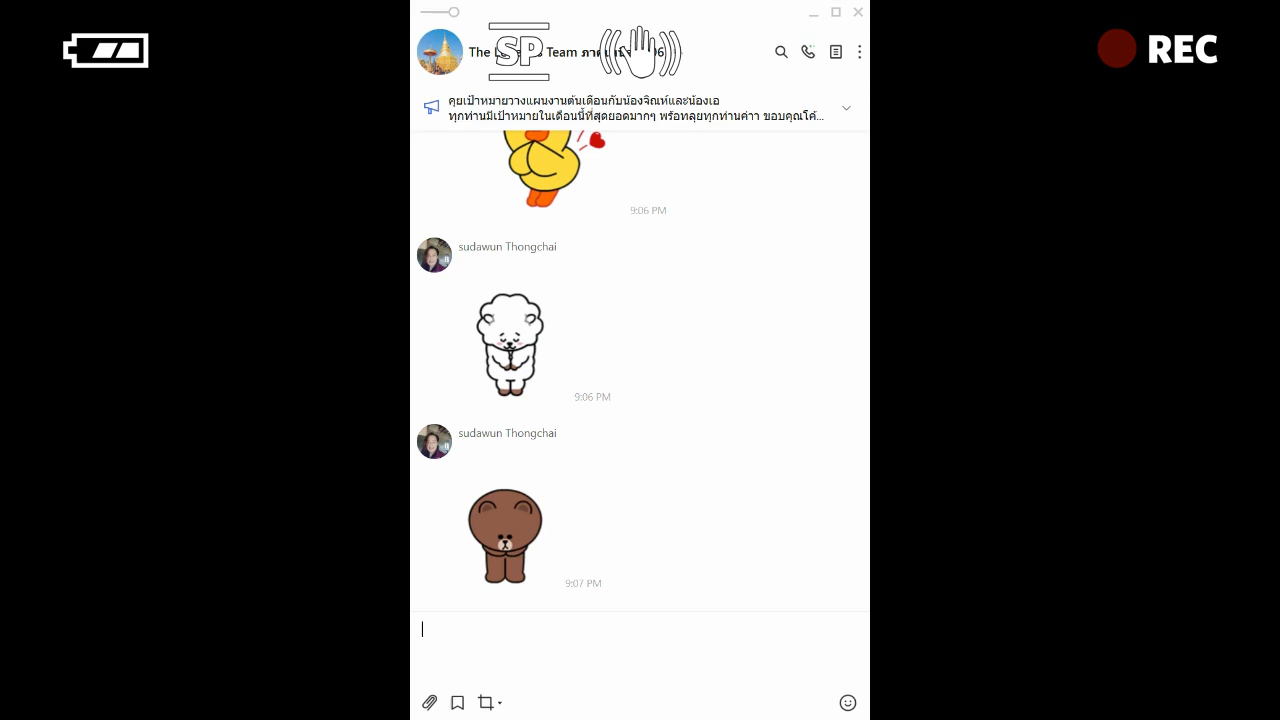 SP
REC
คุยเป้าหมายวางแผนงานต้นเดือนกับน้องจิณห์และน้องเอ
ทุกท่านมีเป้าหมายในเดือนนี้ที่สุดยอดมากๆ พร้อทลุยทุกท่านค่าา ขอบคุณโค้...
9:06 PM
sudawun Thongchai
9:06 PM
sudawun Thongchai
9:07 PM